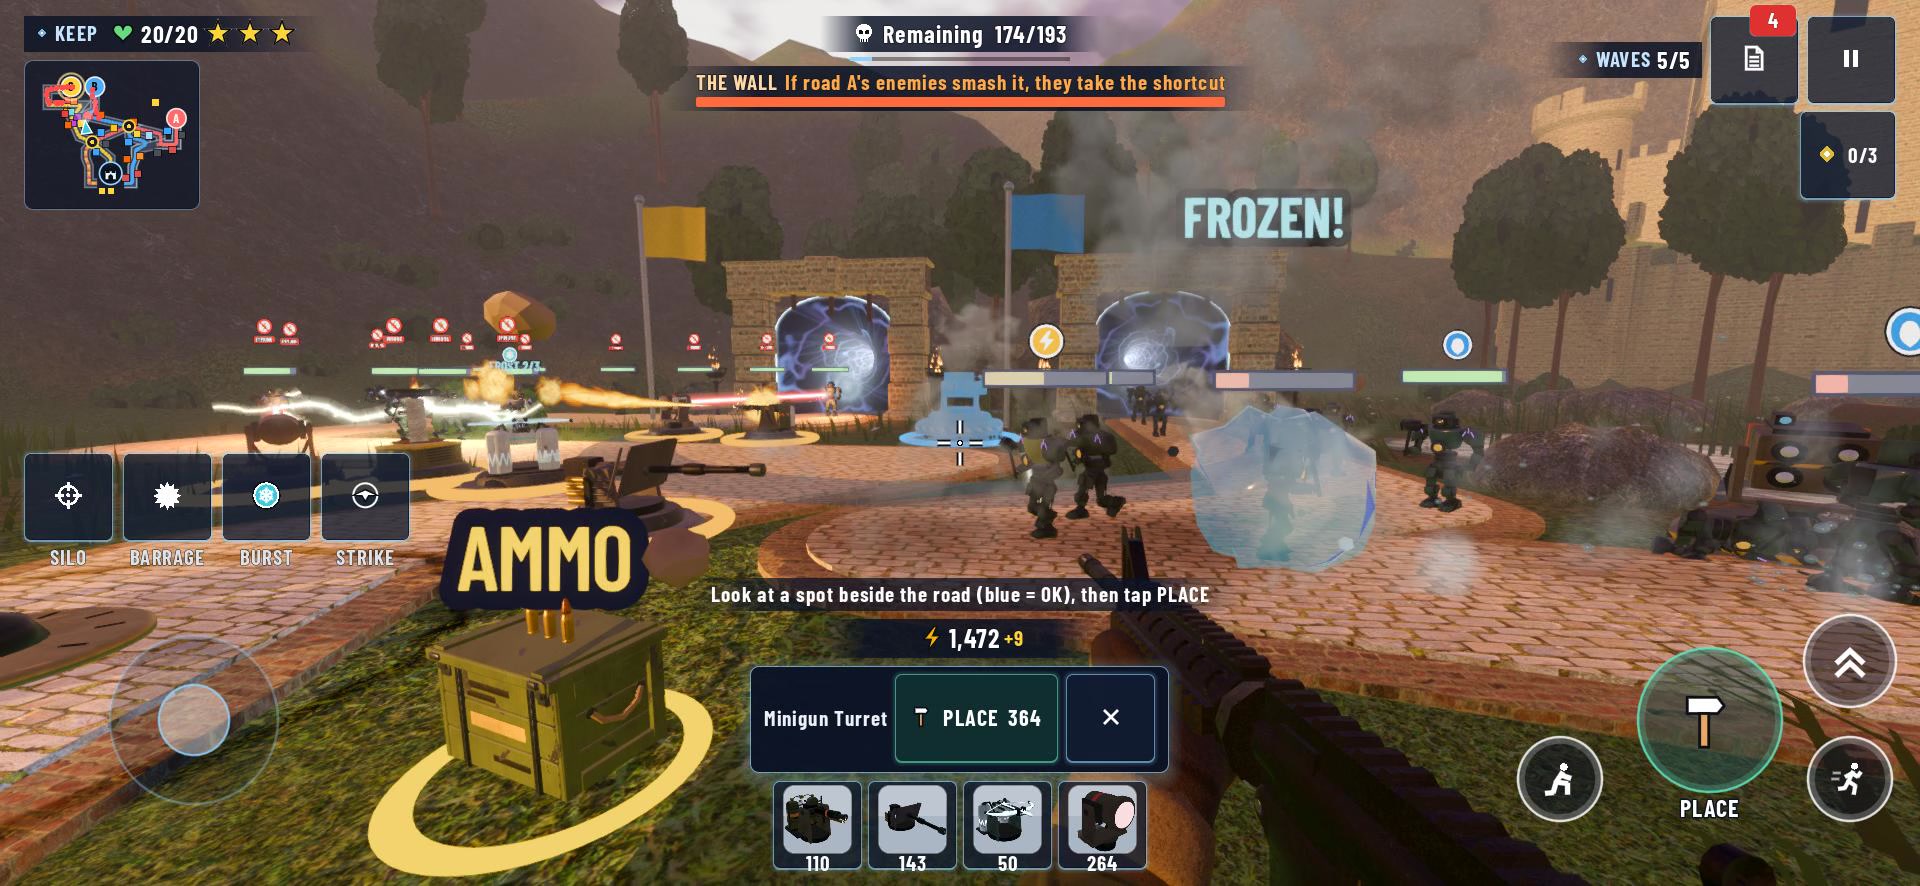 KEEP 20/20
Remaining 174/193
4
WAVES 5/5
THE WALL If road A's enemies smash it, they take the shortcut
A
0/3
FROZEN!
SILO
BARRAGE
BURST
STRIKE
AMMO
Look at a spot beside the road (blue = OK), then tap PLACE
1,472 +9
Minigun Turret
PLACE 364
PLACE
110
143
50
264